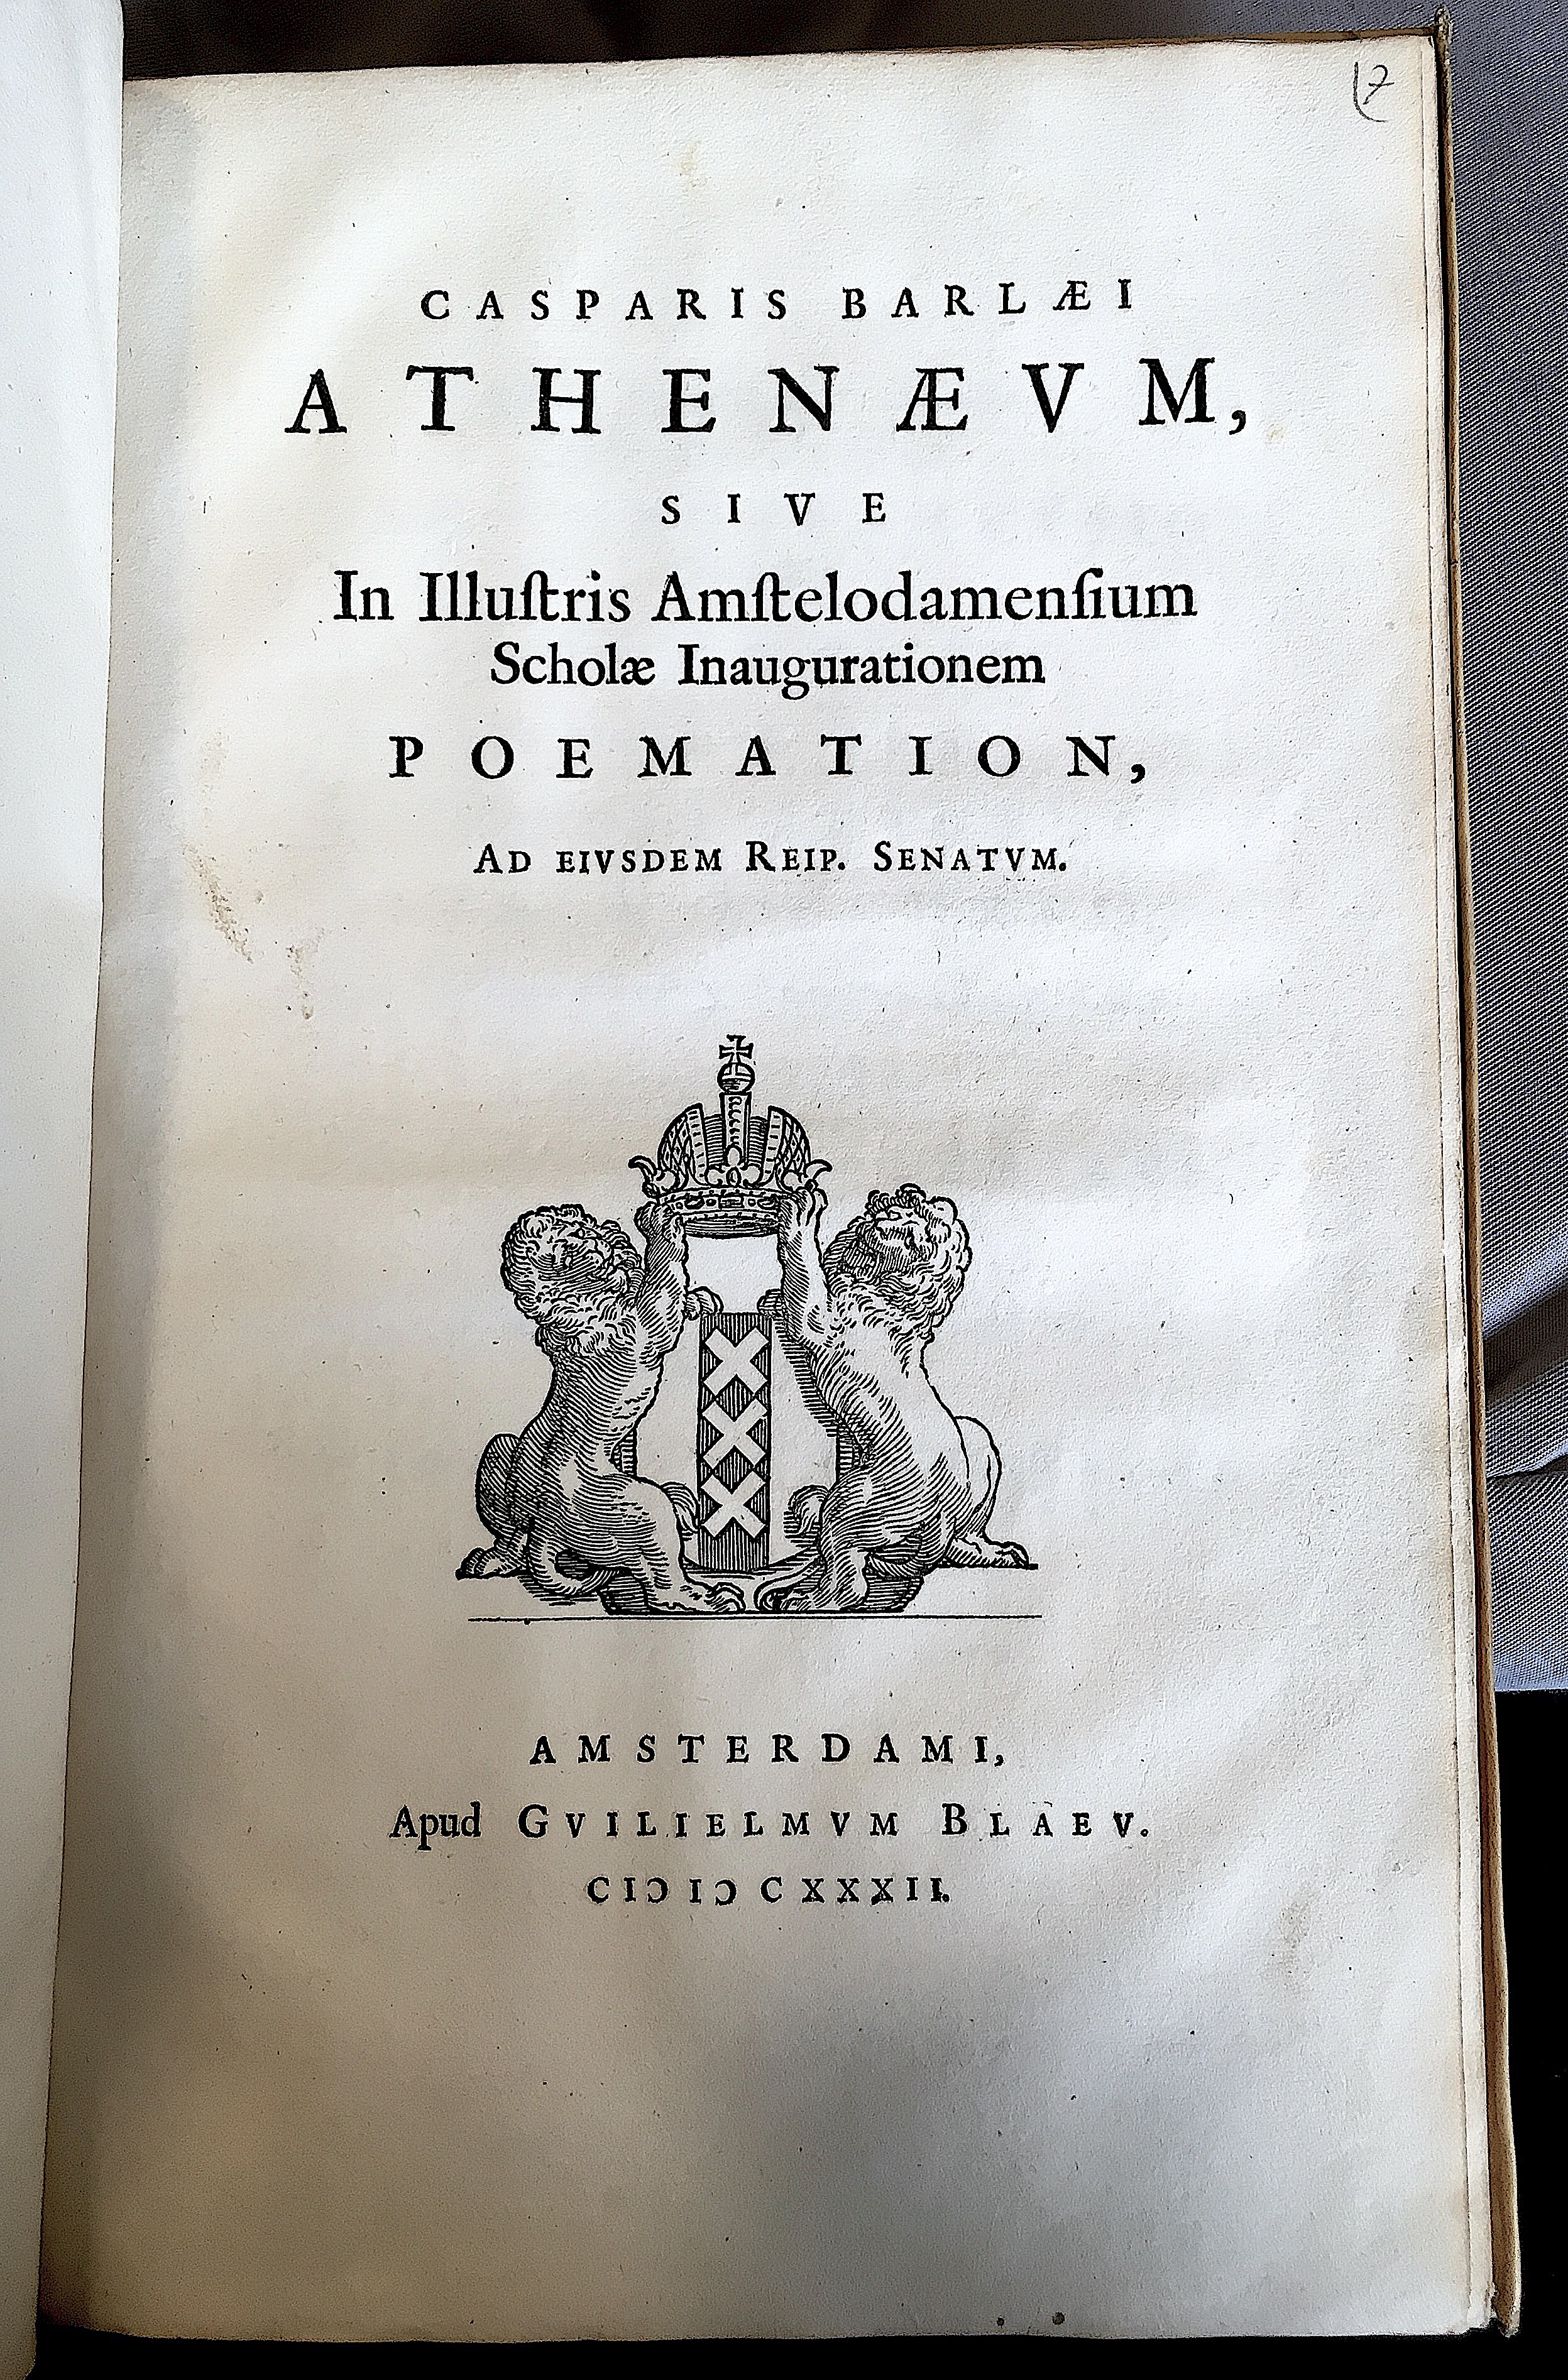 17
CASPARIS BARLÆI
ATHENÆVM,
SIVE
In Illuſtris Amſtelodamenſium
Scholæ Inaugurationem
POEMATION,
AD EIVSDEM REIP. SENATVM.
AMSTERDAMI,
Apud GVILIELMVM BLAEV.
CIↃ IↃ CXXXII.